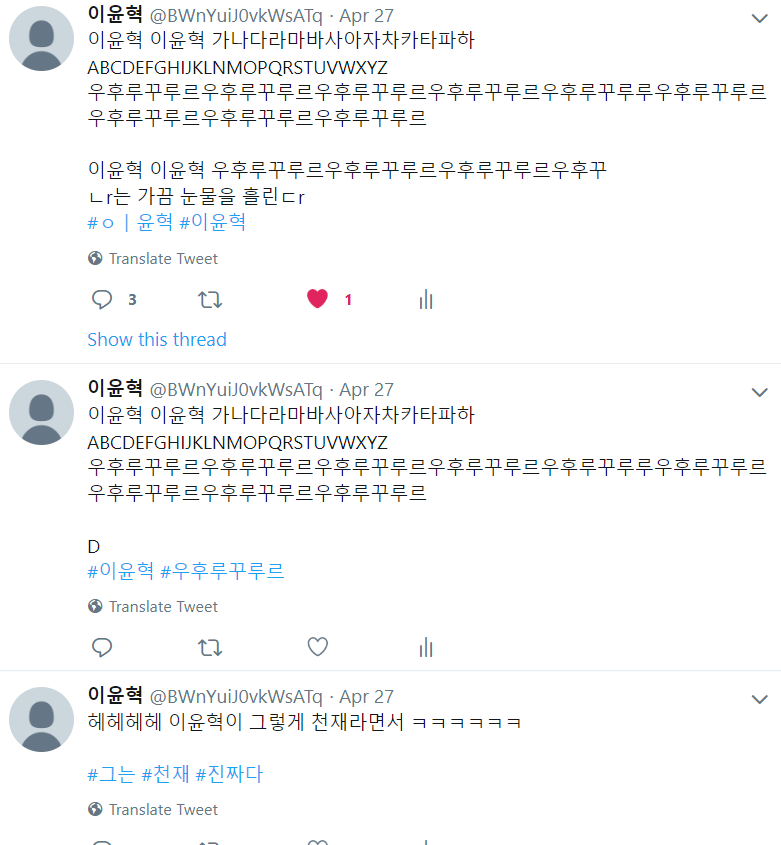 이윤혁 @BWnYuiJ0vkWsATq · Apr 27
이윤혁 이윤혁 가나다라마바사아자차카타파하
ABCDEFGHIJKLNMOPQRSTUVWXYZ
우후루꾸루르우후루꾸루르우후루꾸루르우후루꾸루르우후루꾸루루우후루꾸루르
우후루꾸루르우후루꾸루르우후루꾸루르
이윤혁 이윤혁 우후루꾸루르우후루꾸루르우후루꾸루르우후꾸
ㄴr는 가끔 눈물을 흘린ㄷr
#ㅇㅣ윤혁 #이윤혁
Translate Tweet
3 1
Show this thread
이윤혁 @BWnYuiJ0vkWsATq · Apr 27
이윤혁 이윤혁 가나다라마바사아자차카타파하
ABCDEFGHIJKLNMOPQRSTUVWXYZ
우후루꾸루르우후루꾸루르우후루꾸루르우후루꾸루르우후루꾸루루우후루꾸루르
우후루꾸루르우후루꾸루르우후루꾸루르
D
#이윤혁 #우후루꾸루르
Translate Tweet
이윤혁 @BWnYuiJ0vkWsATq · Apr 27
헤헤헤헤 이윤혁이 그렇게 천재라면서 ㅋㅋㅋㅋㅋㅋ
#그는 #천재 #진짜다
Translate Tweet